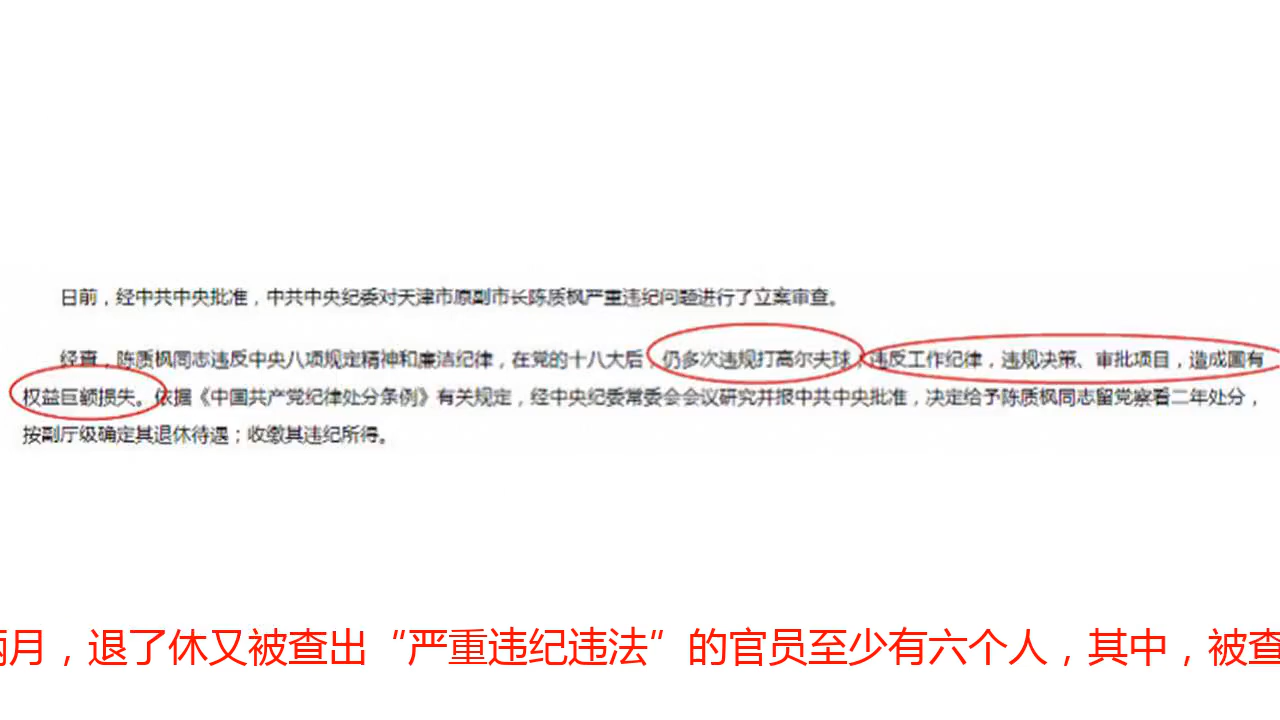 日前，经中共中央批准，中共中央纪委对天津市原副市长陈质枫严重违纪问题进行了立案审查。
经查，陈质枫同志违反中央八项规定精神和廉洁纪律，在党的十八大后，仍多次违规打高尔夫球；违反工作纪律，违规决策、审批项目，造成国有
权益巨额损失。依据《中国共产党纪律处分条例》有关规定，经中央纪委常委会会议研究并报中共中央批准，决定给予陈质枫同志留党察看二年处分，
按副厅级确定其退休待遇；收缴其违纪所得。
两月，退了休又被查出“严重违纪违法”的官员至少有六个人，其中，被查